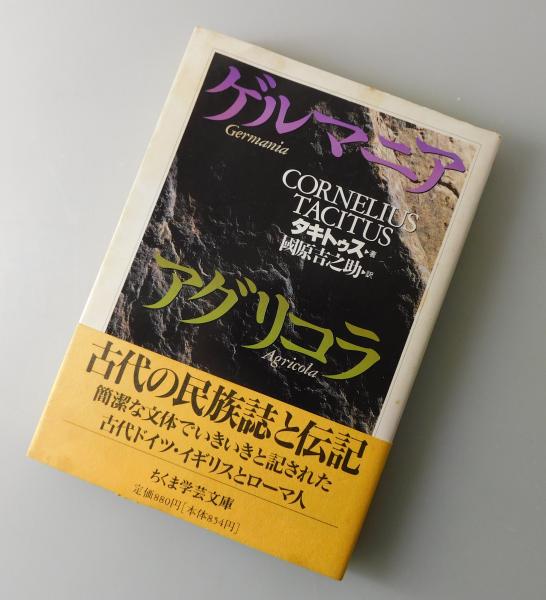 ゲルマニア
Germania
CORNELIUS
TACITUS
タキトゥス・著
國原吉之助・訳
アグリコラ
Agricola
古代の民族誌と伝記
簡潔な文体でいきいきと記された
古代ドイツ・イギリスとローマ人
ちくま学芸文庫
定価880円[本体854円]